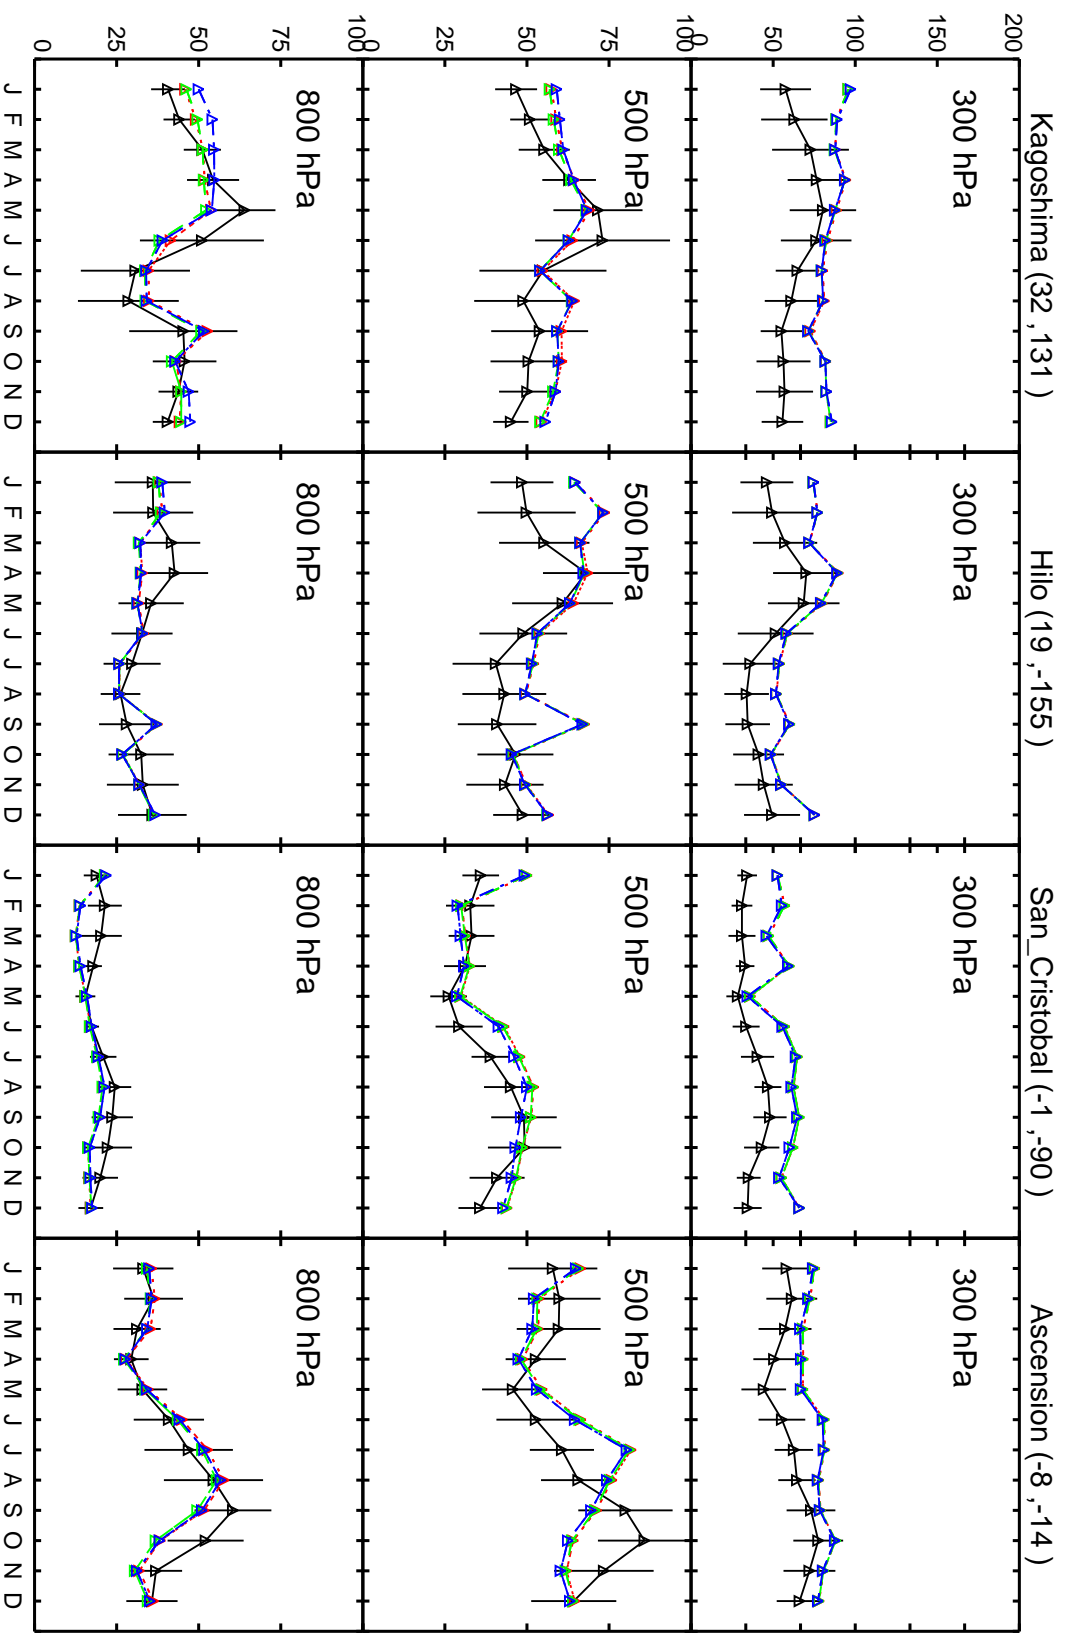 Kagoshima (32 ,131 )
Hilo (19 ,-155 )
San_Cristobal (-1 ,-90 )
Ascension (-8 ,-14 )
200
150
100
50
0
300 hPa
300 hPa
300 hPa
300 hPa
100
75
50
25
0
500 hPa
500 hPa
500 hPa
500 hPa
100
75
50
25
0
800 hPa
800 hPa
800 hPa
800 hPa
J F M A M J J A S O N D
J F M A M J J A S O N D
J F M A M J J A S O N D
J F M A M J J A S O N D